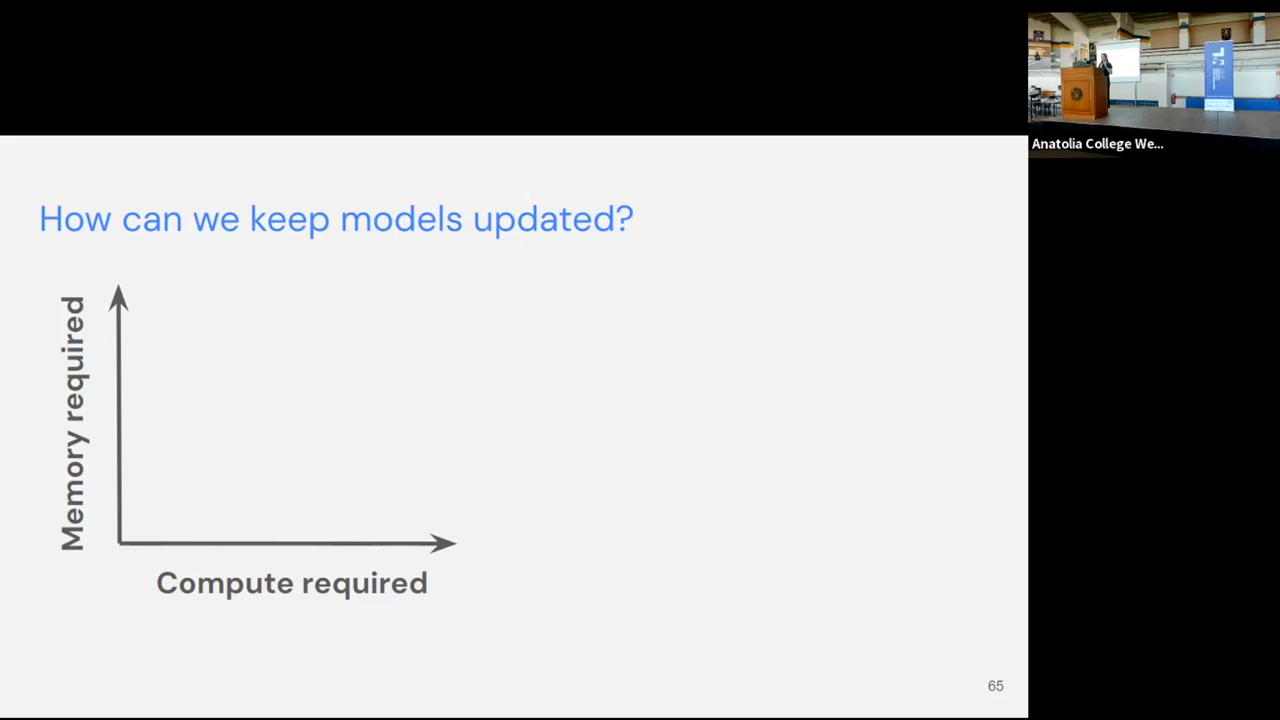 How can we keep models updated?
Memory required
Compute required
65
Anatolia College We...